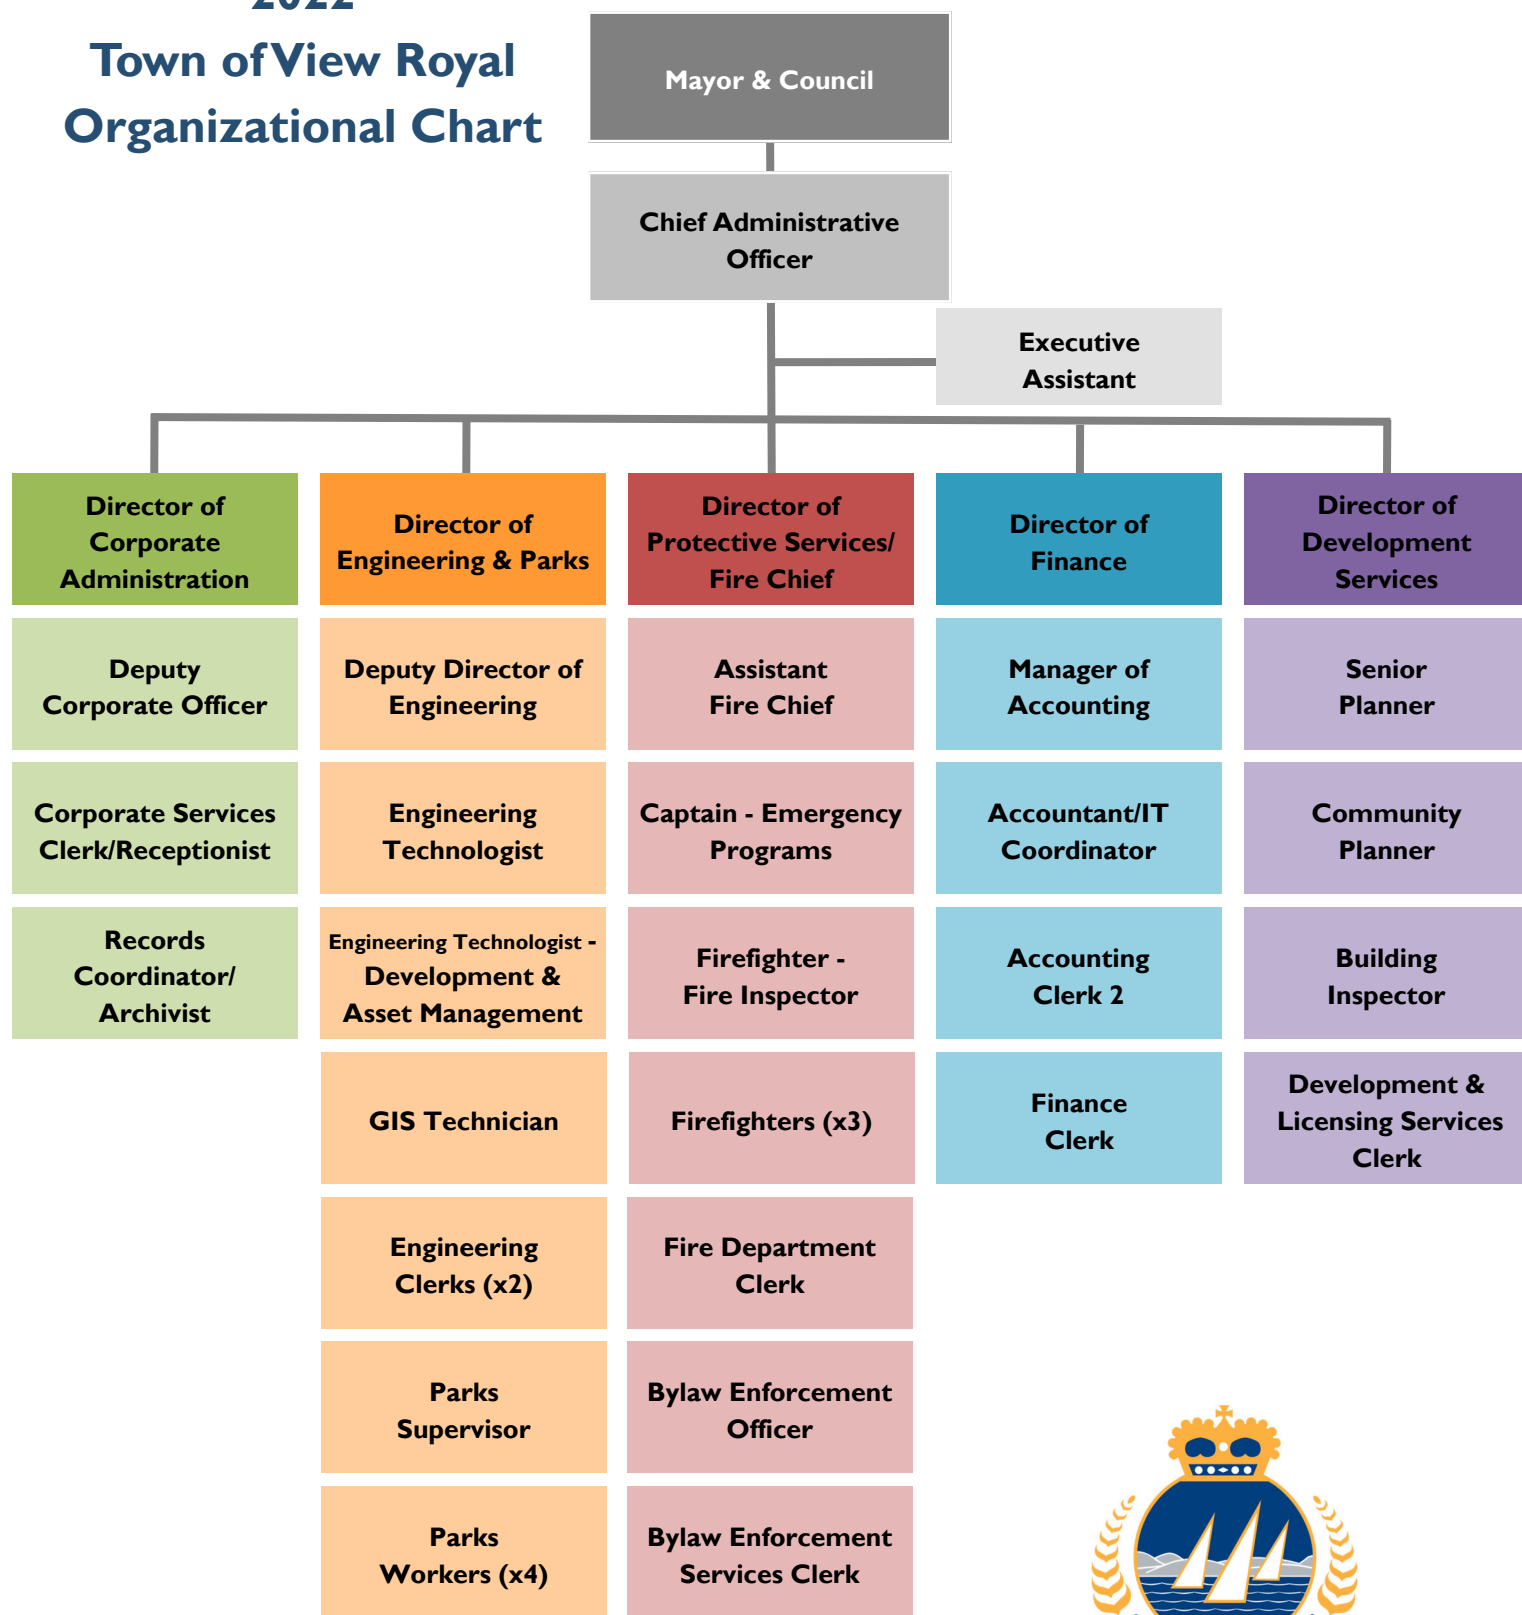 2022
Town of View Royal
Organizational Chart
Mayor & Council
Chief Administrative
Officer
Executive
Assistant
Director of
Corporate
Administration
Deputy
Corporate Officer
Corporate Services
Clerk/Receptionist
Records
Coordinator/
Archivist
Director of
Engineering & Parks
Deputy Director of
Engineering
Engineering
Technologist
Engineering Technologist -
Development &
Asset Management
GIS Technician
Engineering
Clerks (x2)
Parks
Supervisor
Parks
Workers (x4)
Director of
Protective Services/
Fire Chief
Assistant
Fire Chief
Captain - Emergency
Programs
Firefighter -
Fire Inspector
Firefighters (x3)
Fire Department
Clerk
Bylaw Enforcement
Officer
Bylaw Enforcement
Services Clerk
Director of
Finance
Manager of
Accounting
Accountant/IT
Coordinator
Accounting
Clerk 2
Finance
Clerk
Director of
Development
Services
Senior
Planner
Community
Planner
Building
Inspector
Development &
Licensing Services
Clerk